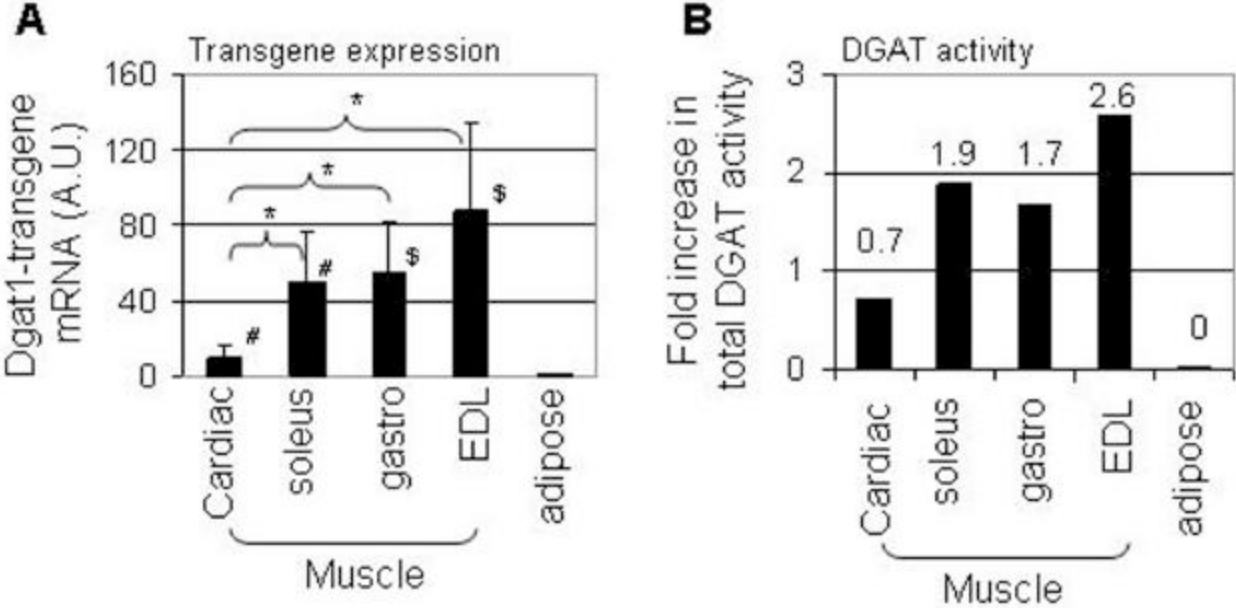 A
Transgene expression
Dgat1-transgene
mRNA (A.U.)
160
120
80
40
0
*
*
*
#
#
$
$
Cardiac
soleus
gastro
EDL
adipose
Muscle
B
DGAT activity
Fold increase in
total DGAT activity
3
2
1
0
0.7
1.9
1.7
2.6
0
Cardiac
soleus
gastro
EDL
adipose
Muscle